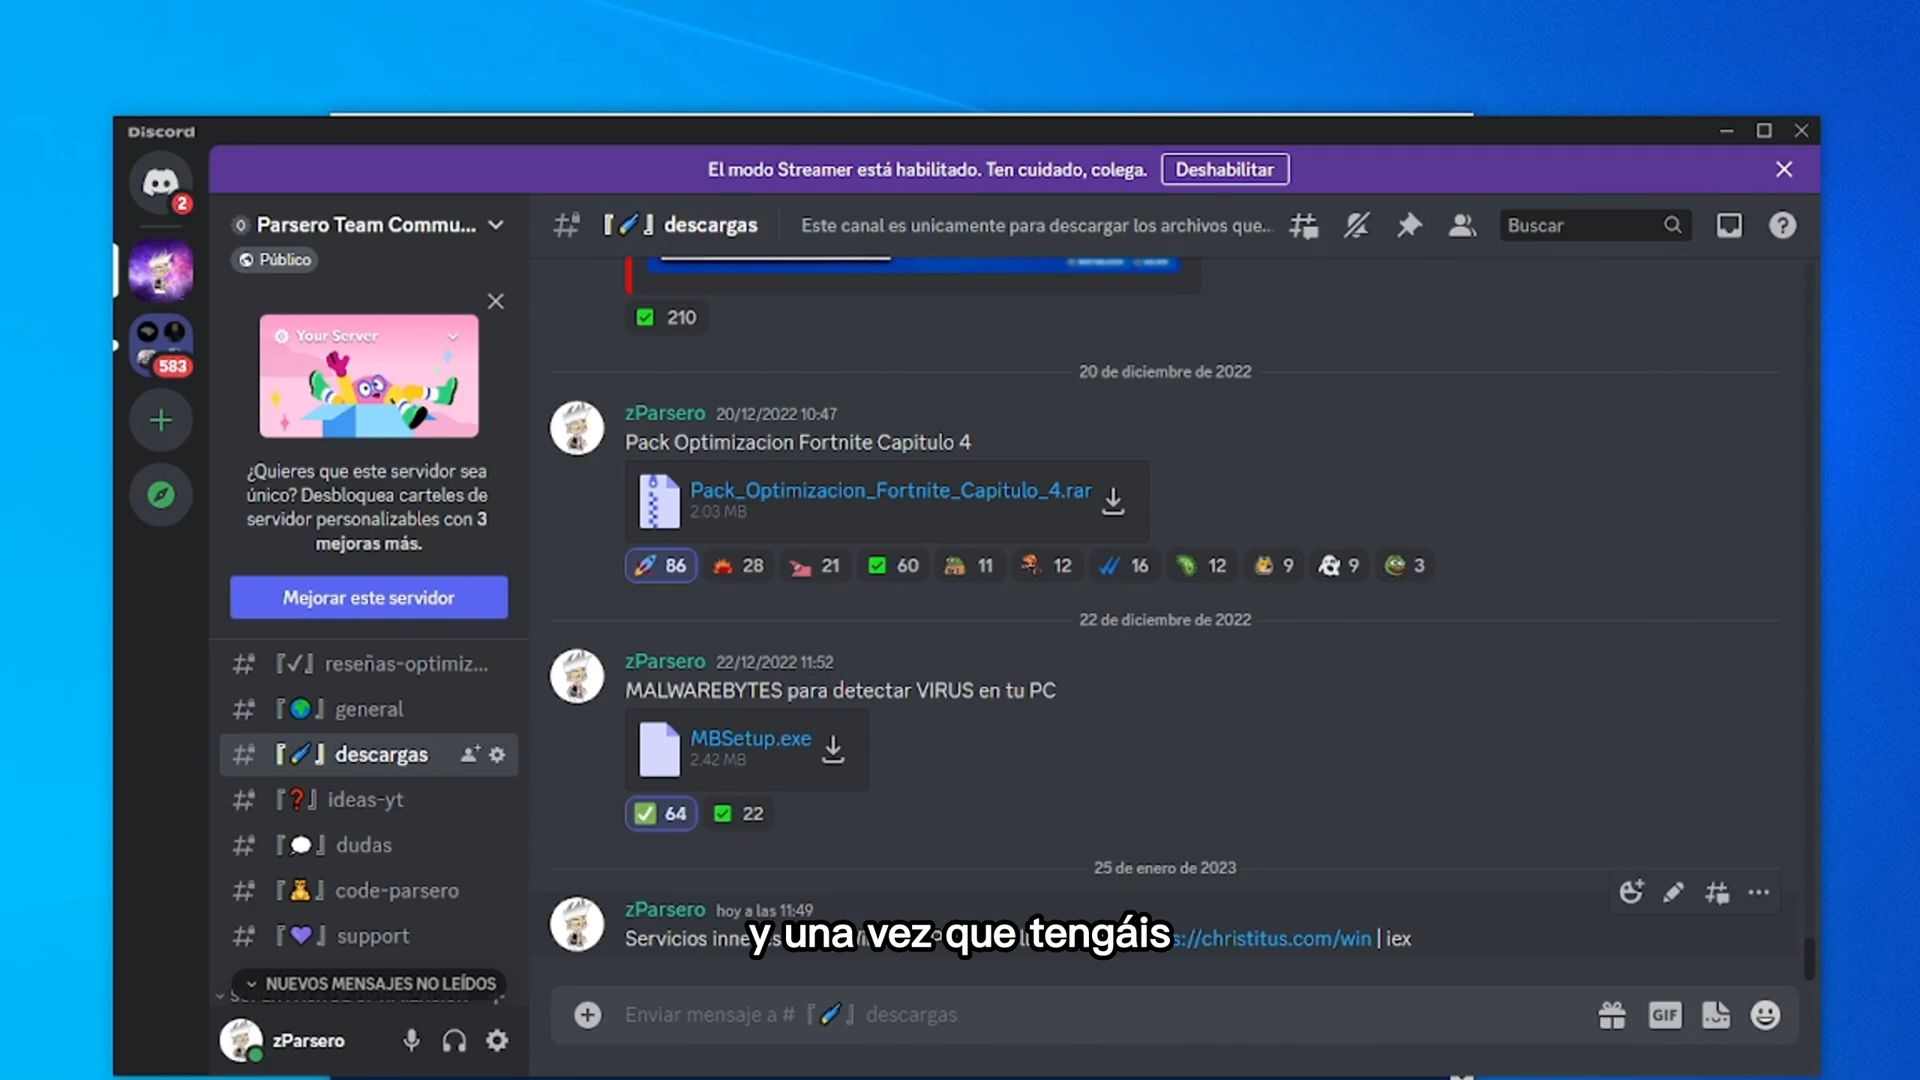 Discord
El modo Streamer está habilitado. Ten cuidado, colega.
Deshabilitar
2
583
Parsero Team Commu...
Público
Your Server
¿Quieres que este servidor sea
único? Desbloquea carteles de
servidor personalizables con 3
mejoras más.
Mejorar este servidor
reseñas-optimiz...
general
descargas
ideas-yt
dudas
code-parsero
support
NUEVOS MENSAJES NO LEÍDOS
zParsero
descargas
Este canal es unicamente para descargar los archivos que...
Buscar
210
20 de diciembre de 2022
zParsero 20/12/2022 10:47
Pack Optimizacion Fortnite Capitulo 4
Pack_Optimizacion_Fortnite_Capitulo_4.rar
2.03 MB
86 28 21 60 11 12 16 12 9 9 3
22 de diciembre de 2022
zParsero 22/12/2022 11:52
MALWAREBYTES para detectar VIRUS en tu PC
MBSetup.exe
2.42 MB
64 22
25 de enero de 2023
zParsero hoy a las 11:49
Servicios s://christitus.com/win | iex
y una vez que tengáis
Enviar mensaje a # 『 』 descargas
GIF